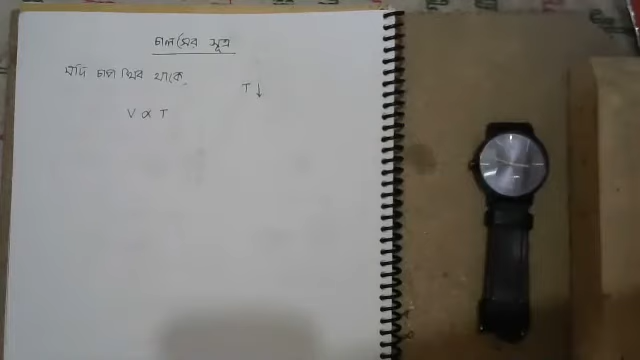 চালসের সূত্র
যদি চাপ স্থির থাকে,
T ↓
V ∝ T